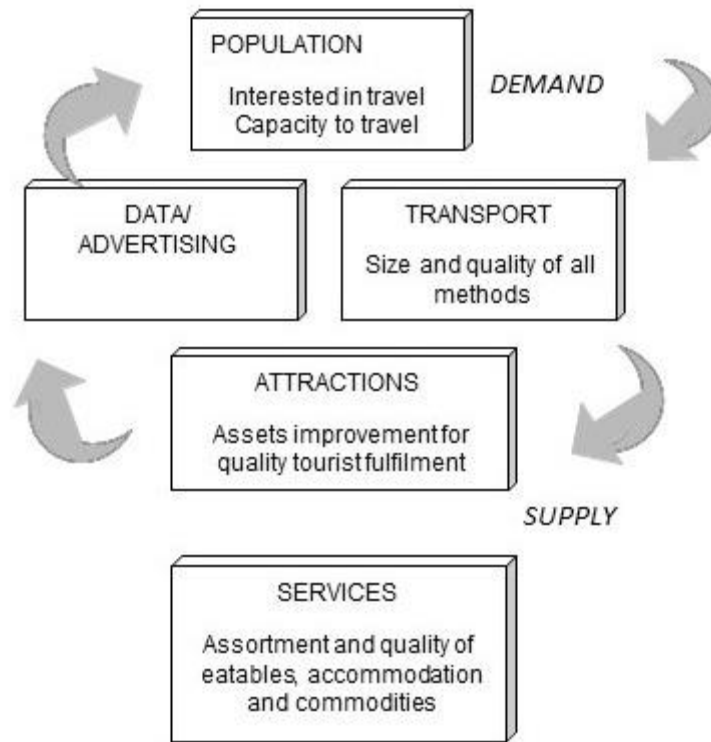 POPULATION
Interested in travel
Capacity to travel
DEMAND
DATA/
ADVERTISING
TRANSPORT
Size and quality of all
methods
ATTRACTIONS
Assets improvement for
quality tourist fulfilment
SUPPLY
SERVICES
Assortment and quality of
eatables, accommodation
and commodities